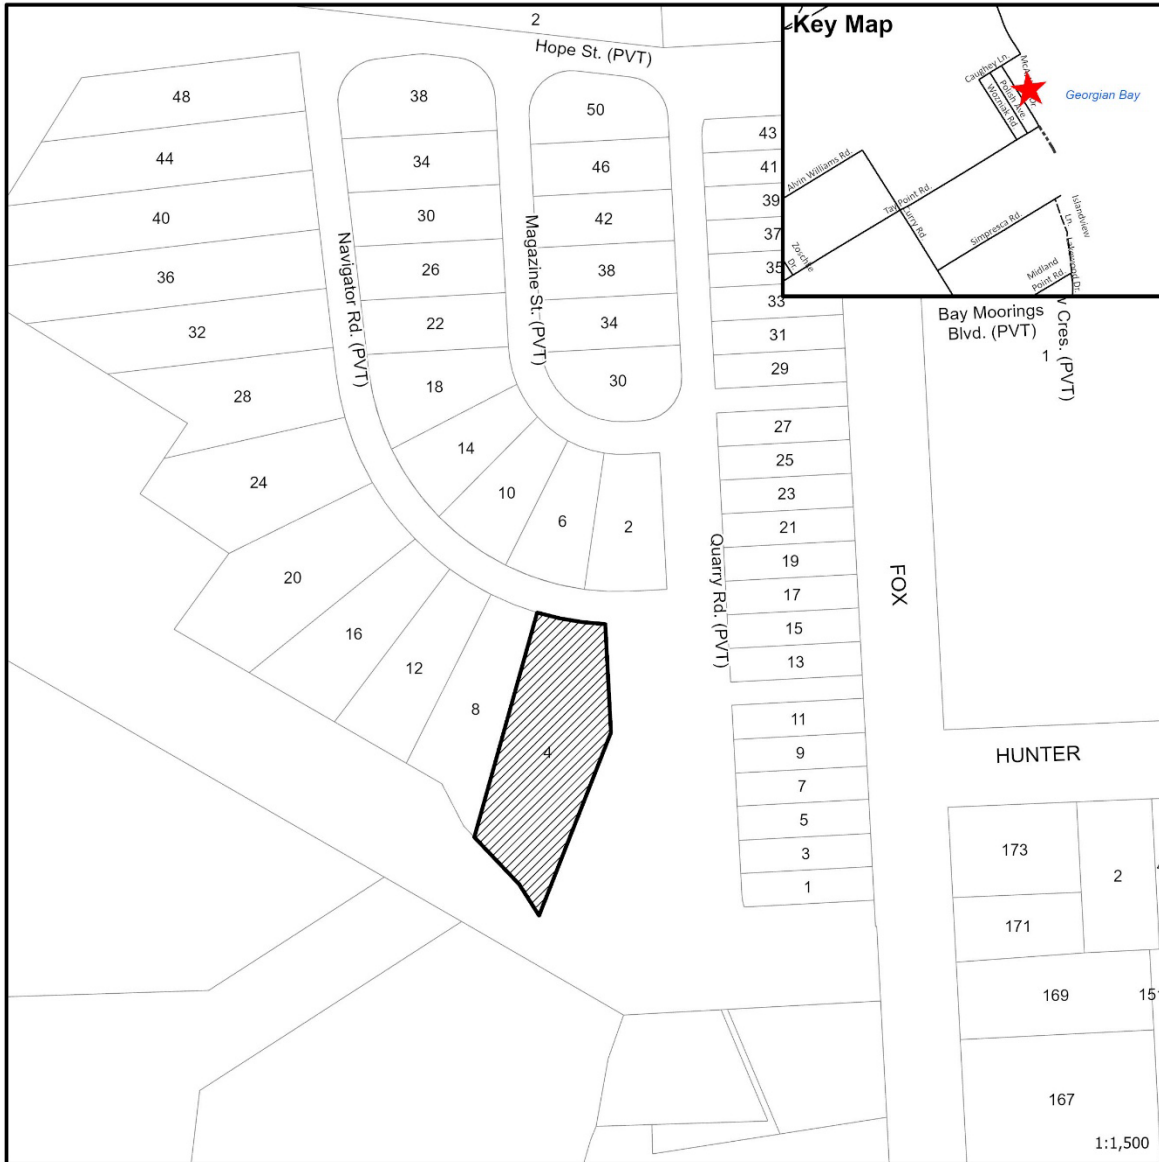 2
Hope St. (PVT)
Key Map
Caughey Ln.
Polish Ave.
Wozniak Rd
Georgian Bay
Alvin Williams Rd.
Tay Point Rd.
Curry Rd
Simpresca Rd.
Islandview
Ln.
Lakewood Dr.
Midland
Point Rd.
48
44
40
36
32
28
24
20
16
12
8
4
38
34
30
26
22
18
14
10
6
2
50
46
42
38
34
30
Navigator Rd. (PVT)
Magazine St. (PVT)
Quarry Rd. (PVT)
43
41
39
37
35
33
31
29
27
25
23
21
19
17
15
13
11
9
7
5
3
1
Bay Moorings
Blvd. (PVT)
Cres. (PVT)
1
FOX
HUNTER
173
2
171
169
167
1:1,500